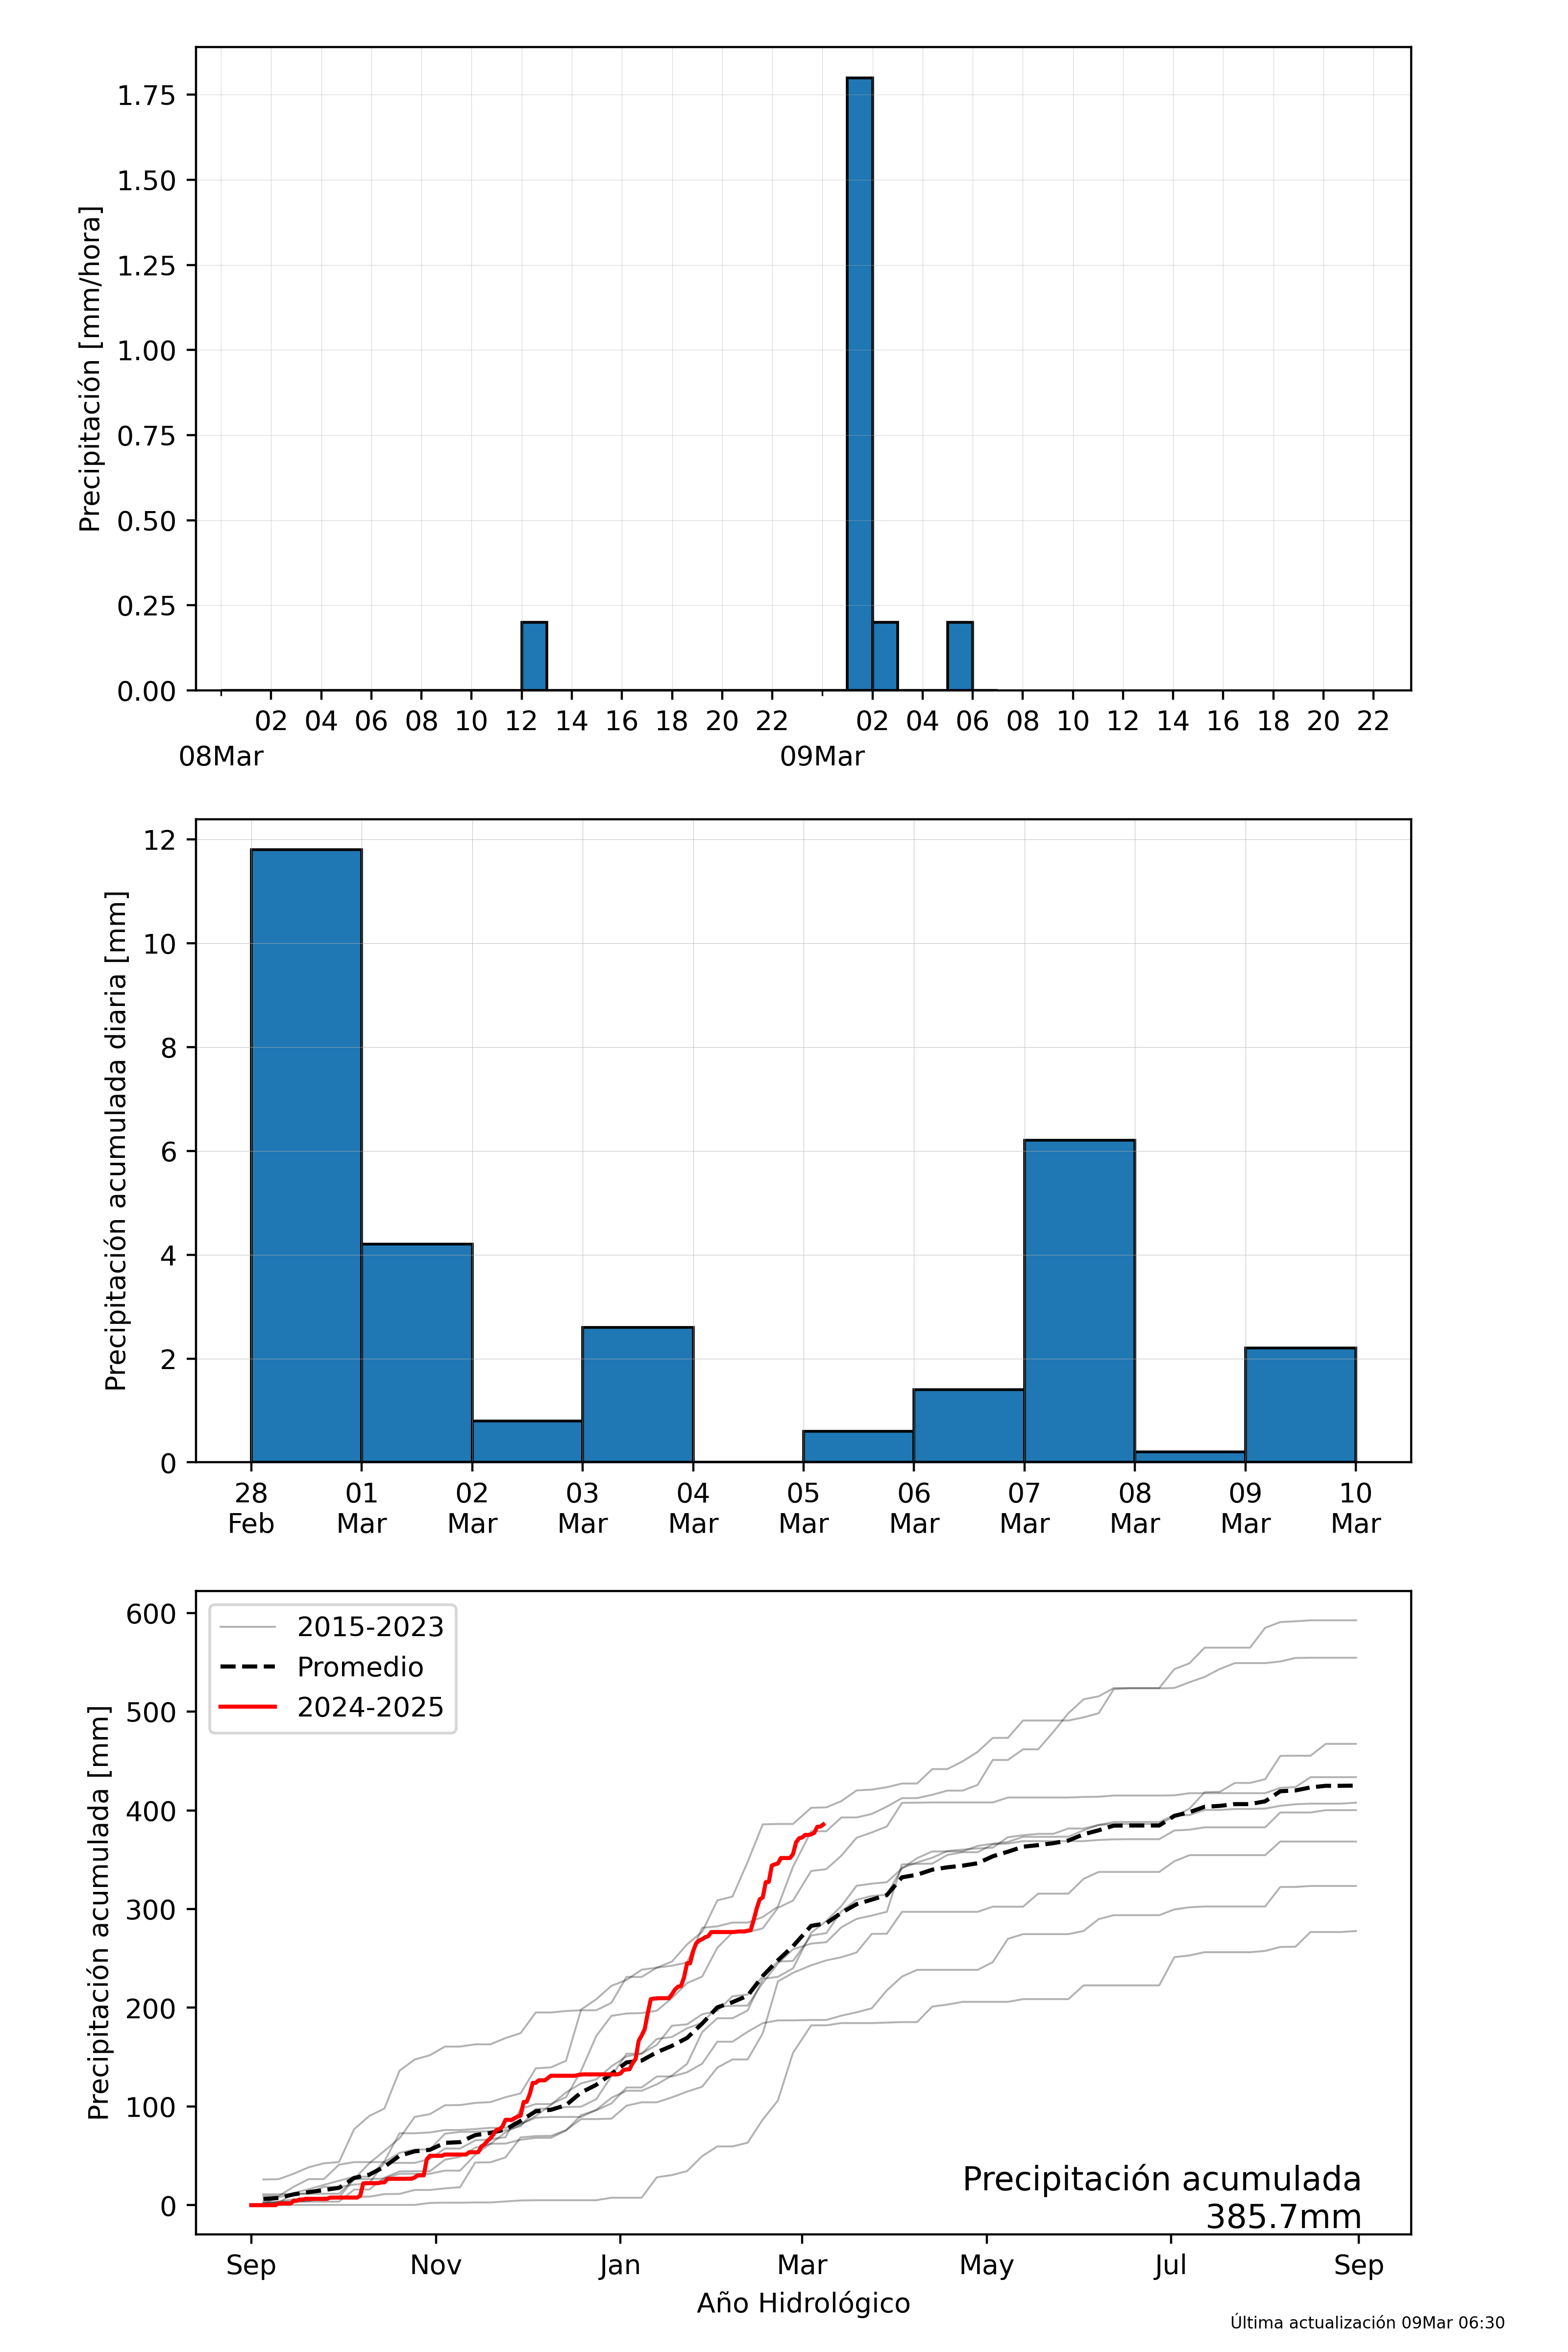 Precipitación [mm/hora]
1.75
1.50
1.25
1.00
0.75
0.50
0.25
0.00
02 04 06 08 10 12 14 16 18 20 22 02 04 06 08 10 12 14 16 18 20 22
08Mar 09Mar
Precipitación acumulada diaria [mm]
12
10
8
6
4
2
0
28 01 02 03 04 05 06 07 08 09 10
Feb Mar Mar Mar Mar Mar Mar Mar Mar Mar Mar
Precipitación acumulada [mm]
600
500
400
300
200
100
0
2015-2023
Promedio
2024-2025
Precipitación acumulada
385.7mm
Sep Nov Jan Mar May Jul Sep
Año Hidrológico
Última actualización 09Mar 06:30